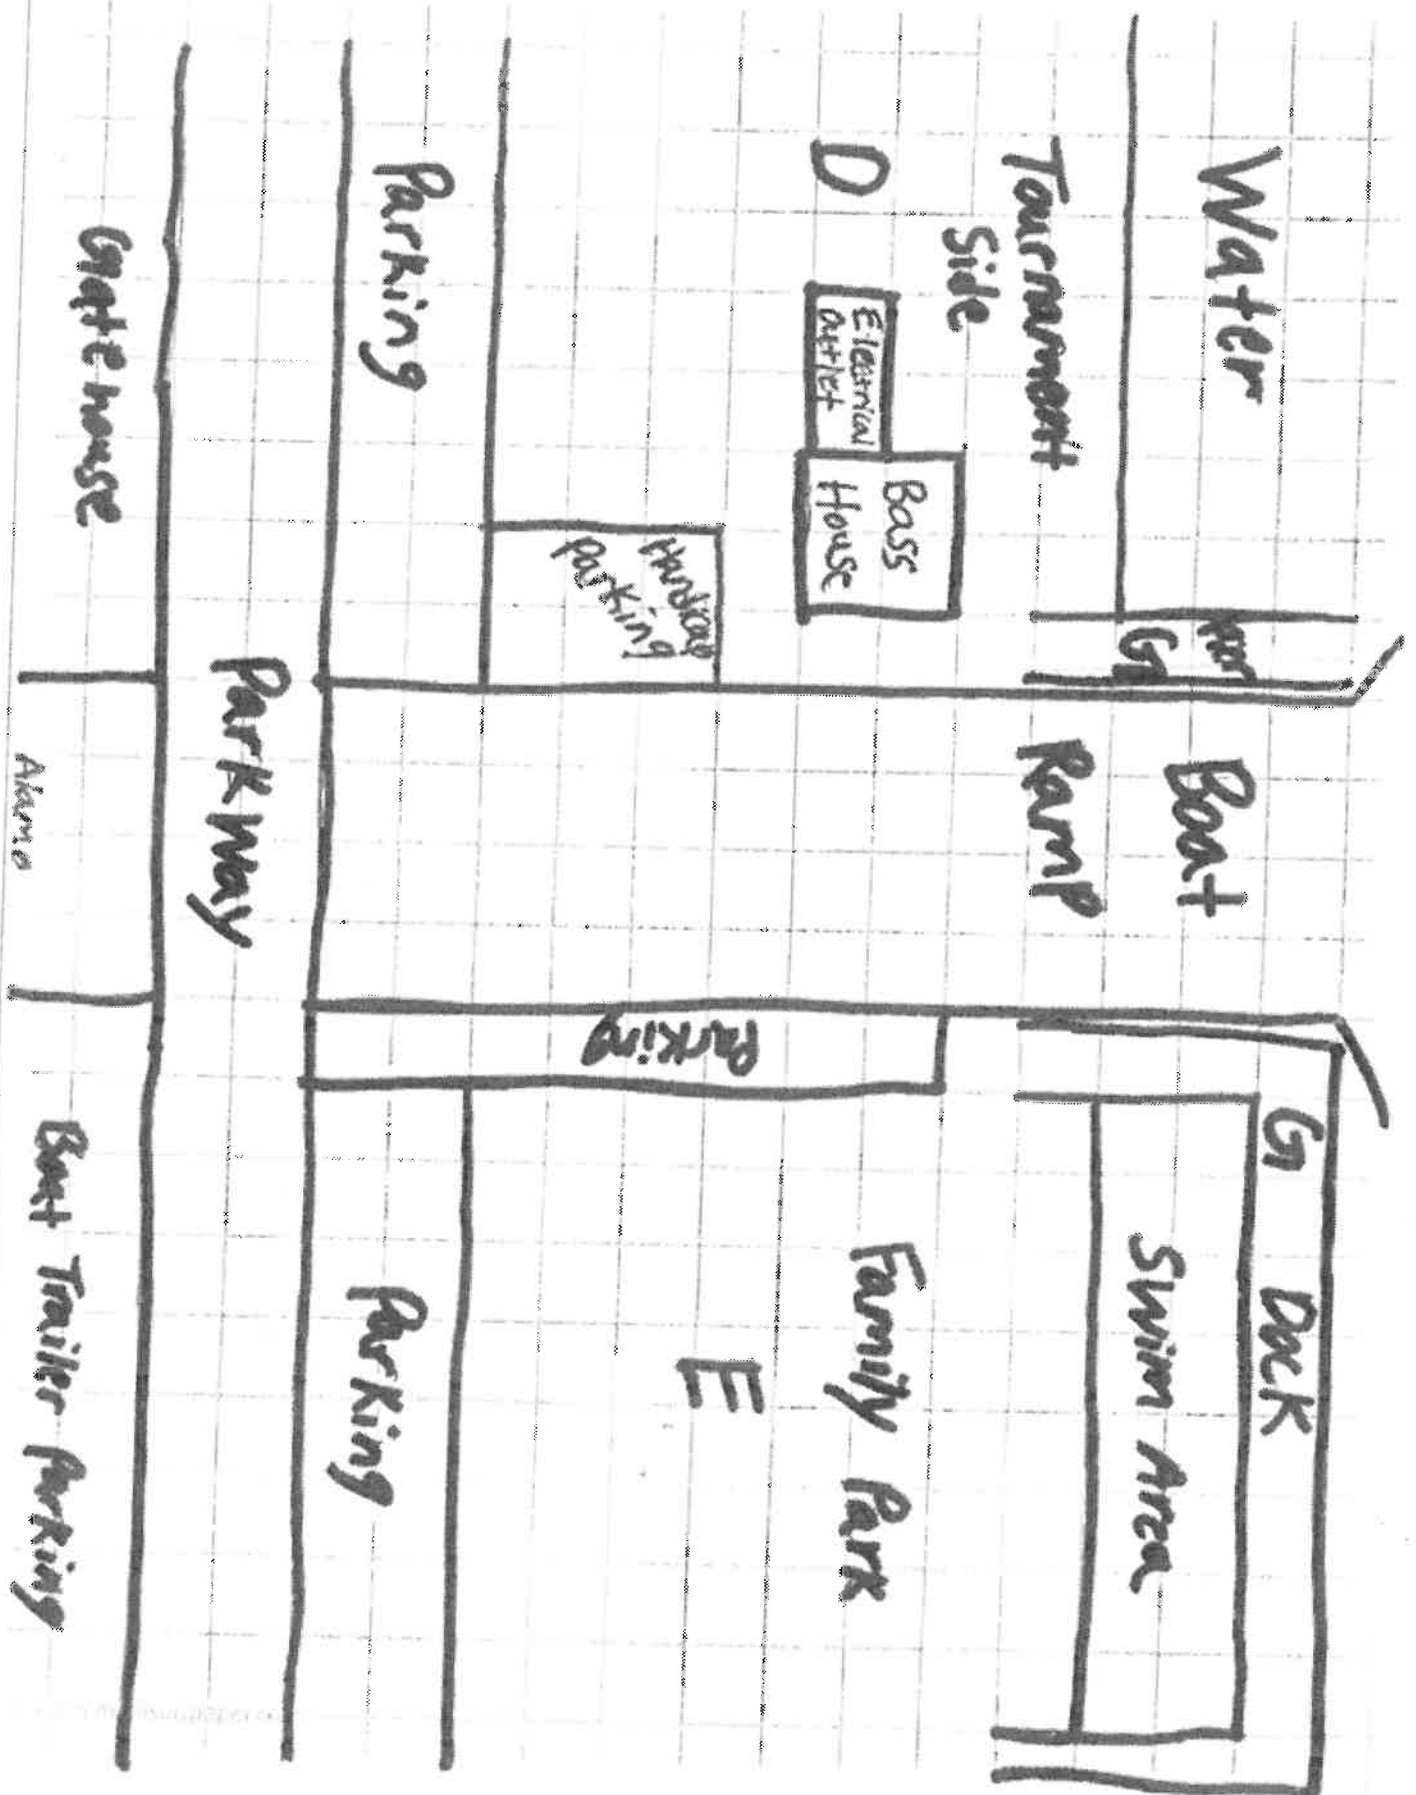 Water
Tournament
Side
D
Electrical
outlet
Bass
House
G
Handicap
parking
Parking
Gatehouse
Boat
Ramp
ParkWay
Alamo
G Dock
Swim Area
Family Park
E
Parking
Parking
Boat Trailer Parking